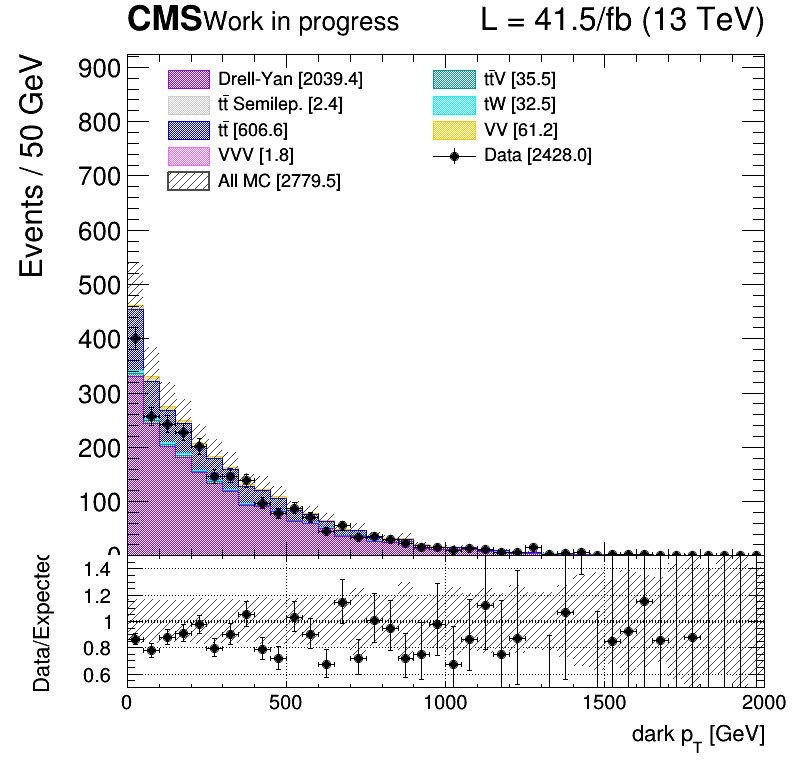 CMS Work in progress L = 41.5/fb (13 TeV)
Events / 50 GeV
900
800
700
600
500
400
300
200
100
0
Drell-Yan [2039.4]
tt̄ Semilep. [2.4]
tt̄ [606.6]
VVV [1.8]
All MC [2779.5]
tt̄V [35.5]
tW [32.5]
VV [61.2]
Data [2428.0]
Data/Expected
1.4
1.2
1
0.8
0.6
0 500 1000 1500 2000
dark p_T [GeV]